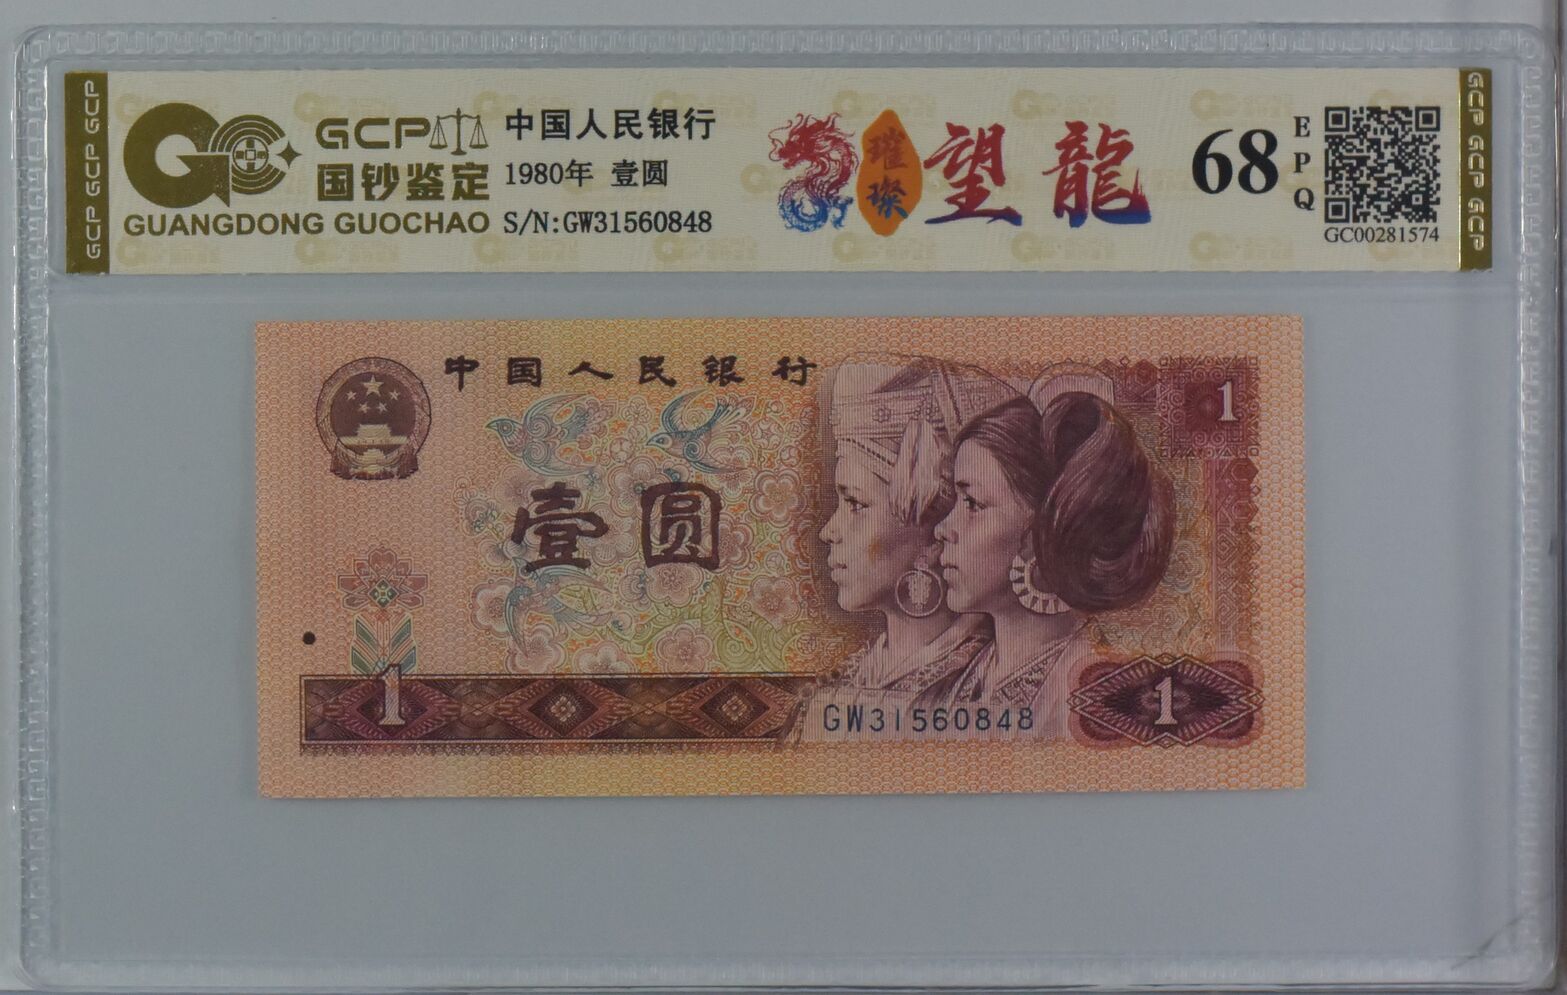 GCP GCP GCP
GCP
国钞鉴定
GUANGDONG GUOCHAO
中国人民银行
1980年 壹圆
S/N:GW31560848
璀璨
望龍
68
EPQ
GC00281574
GCP GCP GCP
中国人民银行
1
壹圆
1
GW31560848
1